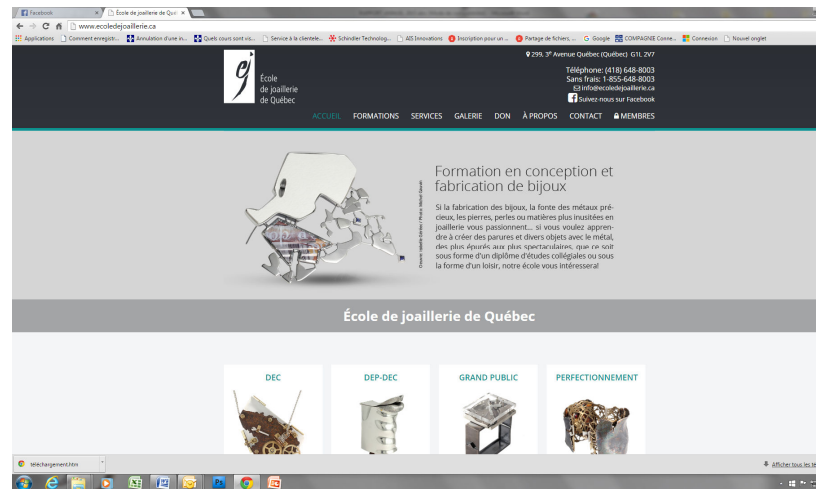 Facebook
École de joaillerie de Qué
www.ecoledejoaillerie.ca
Applications Comment enregistr... Annulation d'une in... Quels cours sont vis... Service à la clientele... Schindler Technolog... AIS Innovations Inscription pour un ... Partage de fichiers, ... G Google COMPAGNIE Conne... Connexion Nouvel onglet
299, 3e Avenue Québec (Québec) G1L 2V7
ej
École
de joaillerie
de Québec
Téléphone: (418) 648-8003
Sans frais: 1-855-648-8003
info@ecoledejoaillerie.ca
Suivez-nous sur Facebook
ACCUEIL FORMATIONS SERVICES GALERIE DON À PROPOS CONTACT MEMBRES
Formation en conception et
fabrication de bijoux
Si la fabrication des bijoux, la fonte des métaux pré-
cieux, les pierres, perles ou matières plus inusitées en
joaillerie vous passionnent... si vous voulez appren-
dre à créer des parures et divers objets avec le métal,
des plus épurés aux plus spectaculaires, que ce soit
sous forme d'un diplôme d'études collégiales ou sous
la forme d'un loisir, notre école vous intéressera!
École de joaillerie de Québec
DEC DEP-DEC GRAND PUBLIC PERFECTIONNEMENT
téléchargement.htm
Afficher tous les té
Ps